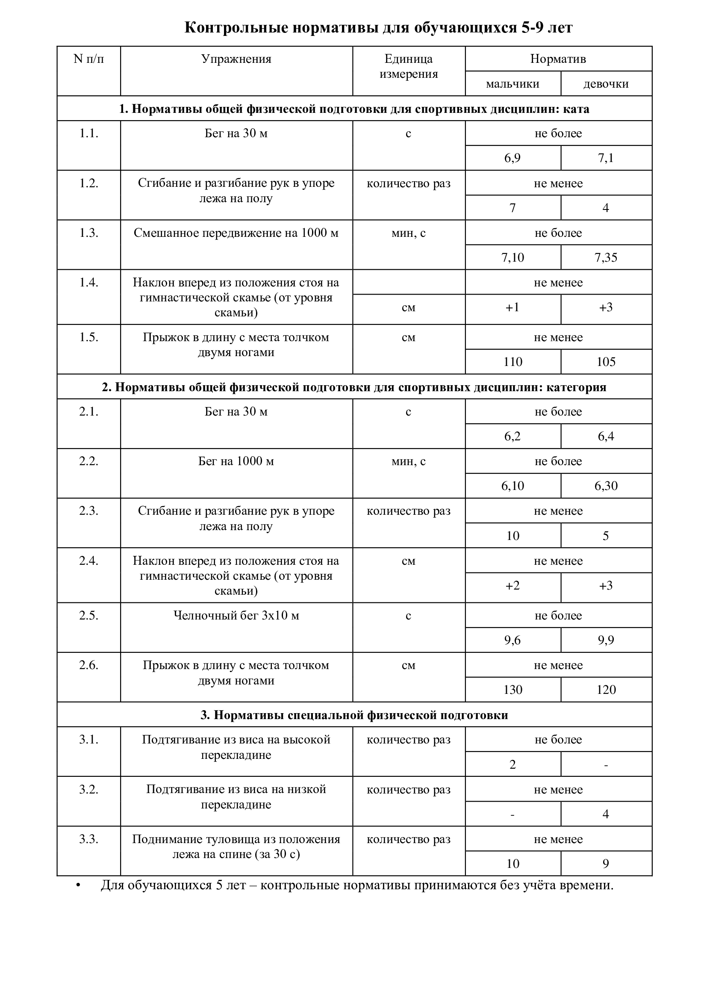 Контрольные нормативы для обучающихся 5-9 лет
N п/п Упражнения Единица Норматив
измерения
мальчики девочки
1. Нормативы общей физической подготовки для спортивных дисциплин: ката
1.1. Бег на 30 м с не более
6,9 7,1
1.2. Сгибание и разгибание рук в упоре количество раз не менее
лежа на полу
7 4
1.3. Смешанное передвижение на 1000 м мин, с не более
7,10 7,35
1.4. Наклон вперед из положения стоя на не менее
гимнастической скамье (от уровня
см +1 +3
скамьи)
1.5. Прыжок в длину с места толчком см не менее
двумя ногами
110 105
2. Нормативы общей физической подготовки для спортивных дисциплин: категория
2.1. Бег на 30 м с не более
6,2 6,4
2.2. Бег на 1000 м мин, с не более
6,10 6,30
2.3. Сгибание и разгибание рук в упоре количество раз не менее
лежа на полу
10 5
2.4. Наклон вперед из положения стоя на см не менее
гимнастической скамье (от уровня
+2 +3
скамьи)
2.5. Челночный бег 3х10 м с не более
9,6 9,9
2.6. Прыжок в длину с места толчком см не менее
двумя ногами
130 120
3. Нормативы специальной физической подготовки
3.1. Подтягивание из виса на высокой количество раз не более
перекладине
2 -
3.2. Подтягивание из виса на низкой количество раз не менее
перекладине
- 4
3.3. Поднимание туловища из положения количество раз не менее
лежа на спине (за 30 с)
10 9
• Для обучающихся 5 лет – контрольные нормативы принимаются без учёта времени.